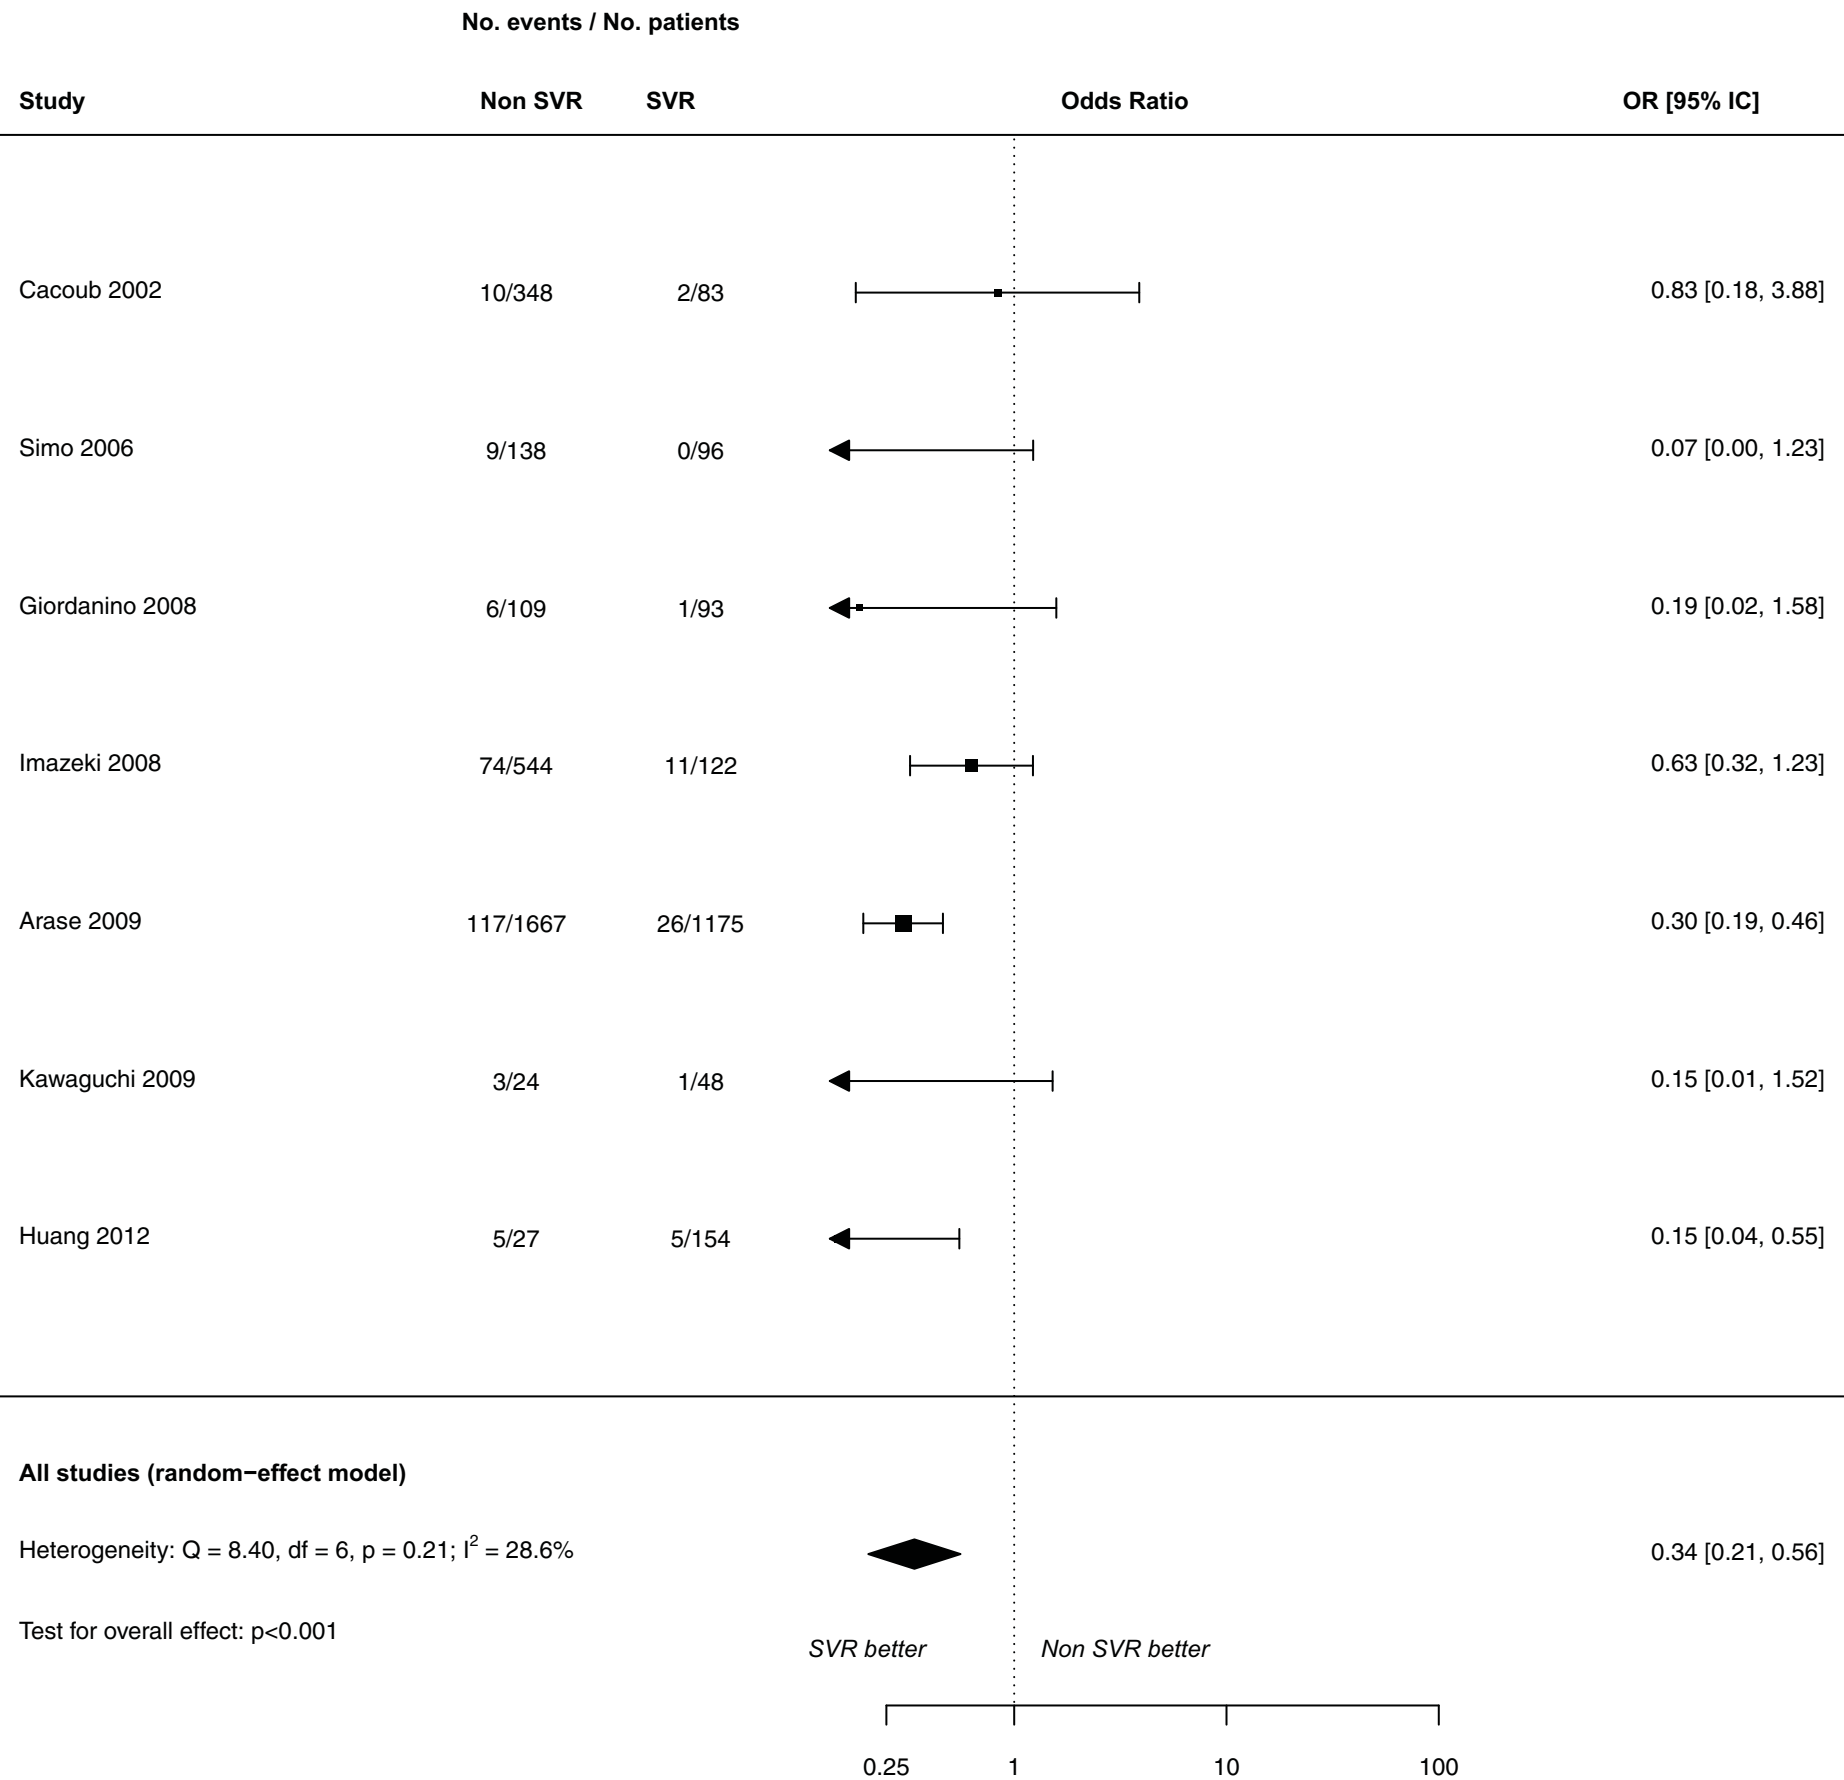 No. events / No. patients
Study Non SVR SVR Odds Ratio OR [95% IC]
Cacoub 2002 10/348 2/83 0.83 [0.18, 3.88]
Simo 2006 9/138 0/96 0.07 [0.00, 1.23]
Giordanino 2008 6/109 1/93 0.19 [0.02, 1.58]
Imazeki 2008 74/544 11/122 0.63 [0.32, 1.23]
Arase 2009 117/1667 26/1175 0.30 [0.19, 0.46]
Kawaguchi 2009 3/24 1/48 0.15 [0.01, 1.52]
Huang 2012 5/27 5/154 0.15 [0.04, 0.55]
All studies (random−effect model)
Heterogeneity: Q = 8.40, df = 6, p = 0.21; I² = 28.6% 0.34 [0.21, 0.56]
Test for overall effect: p<0.001
SVR better Non SVR better
0.25 1 10 100